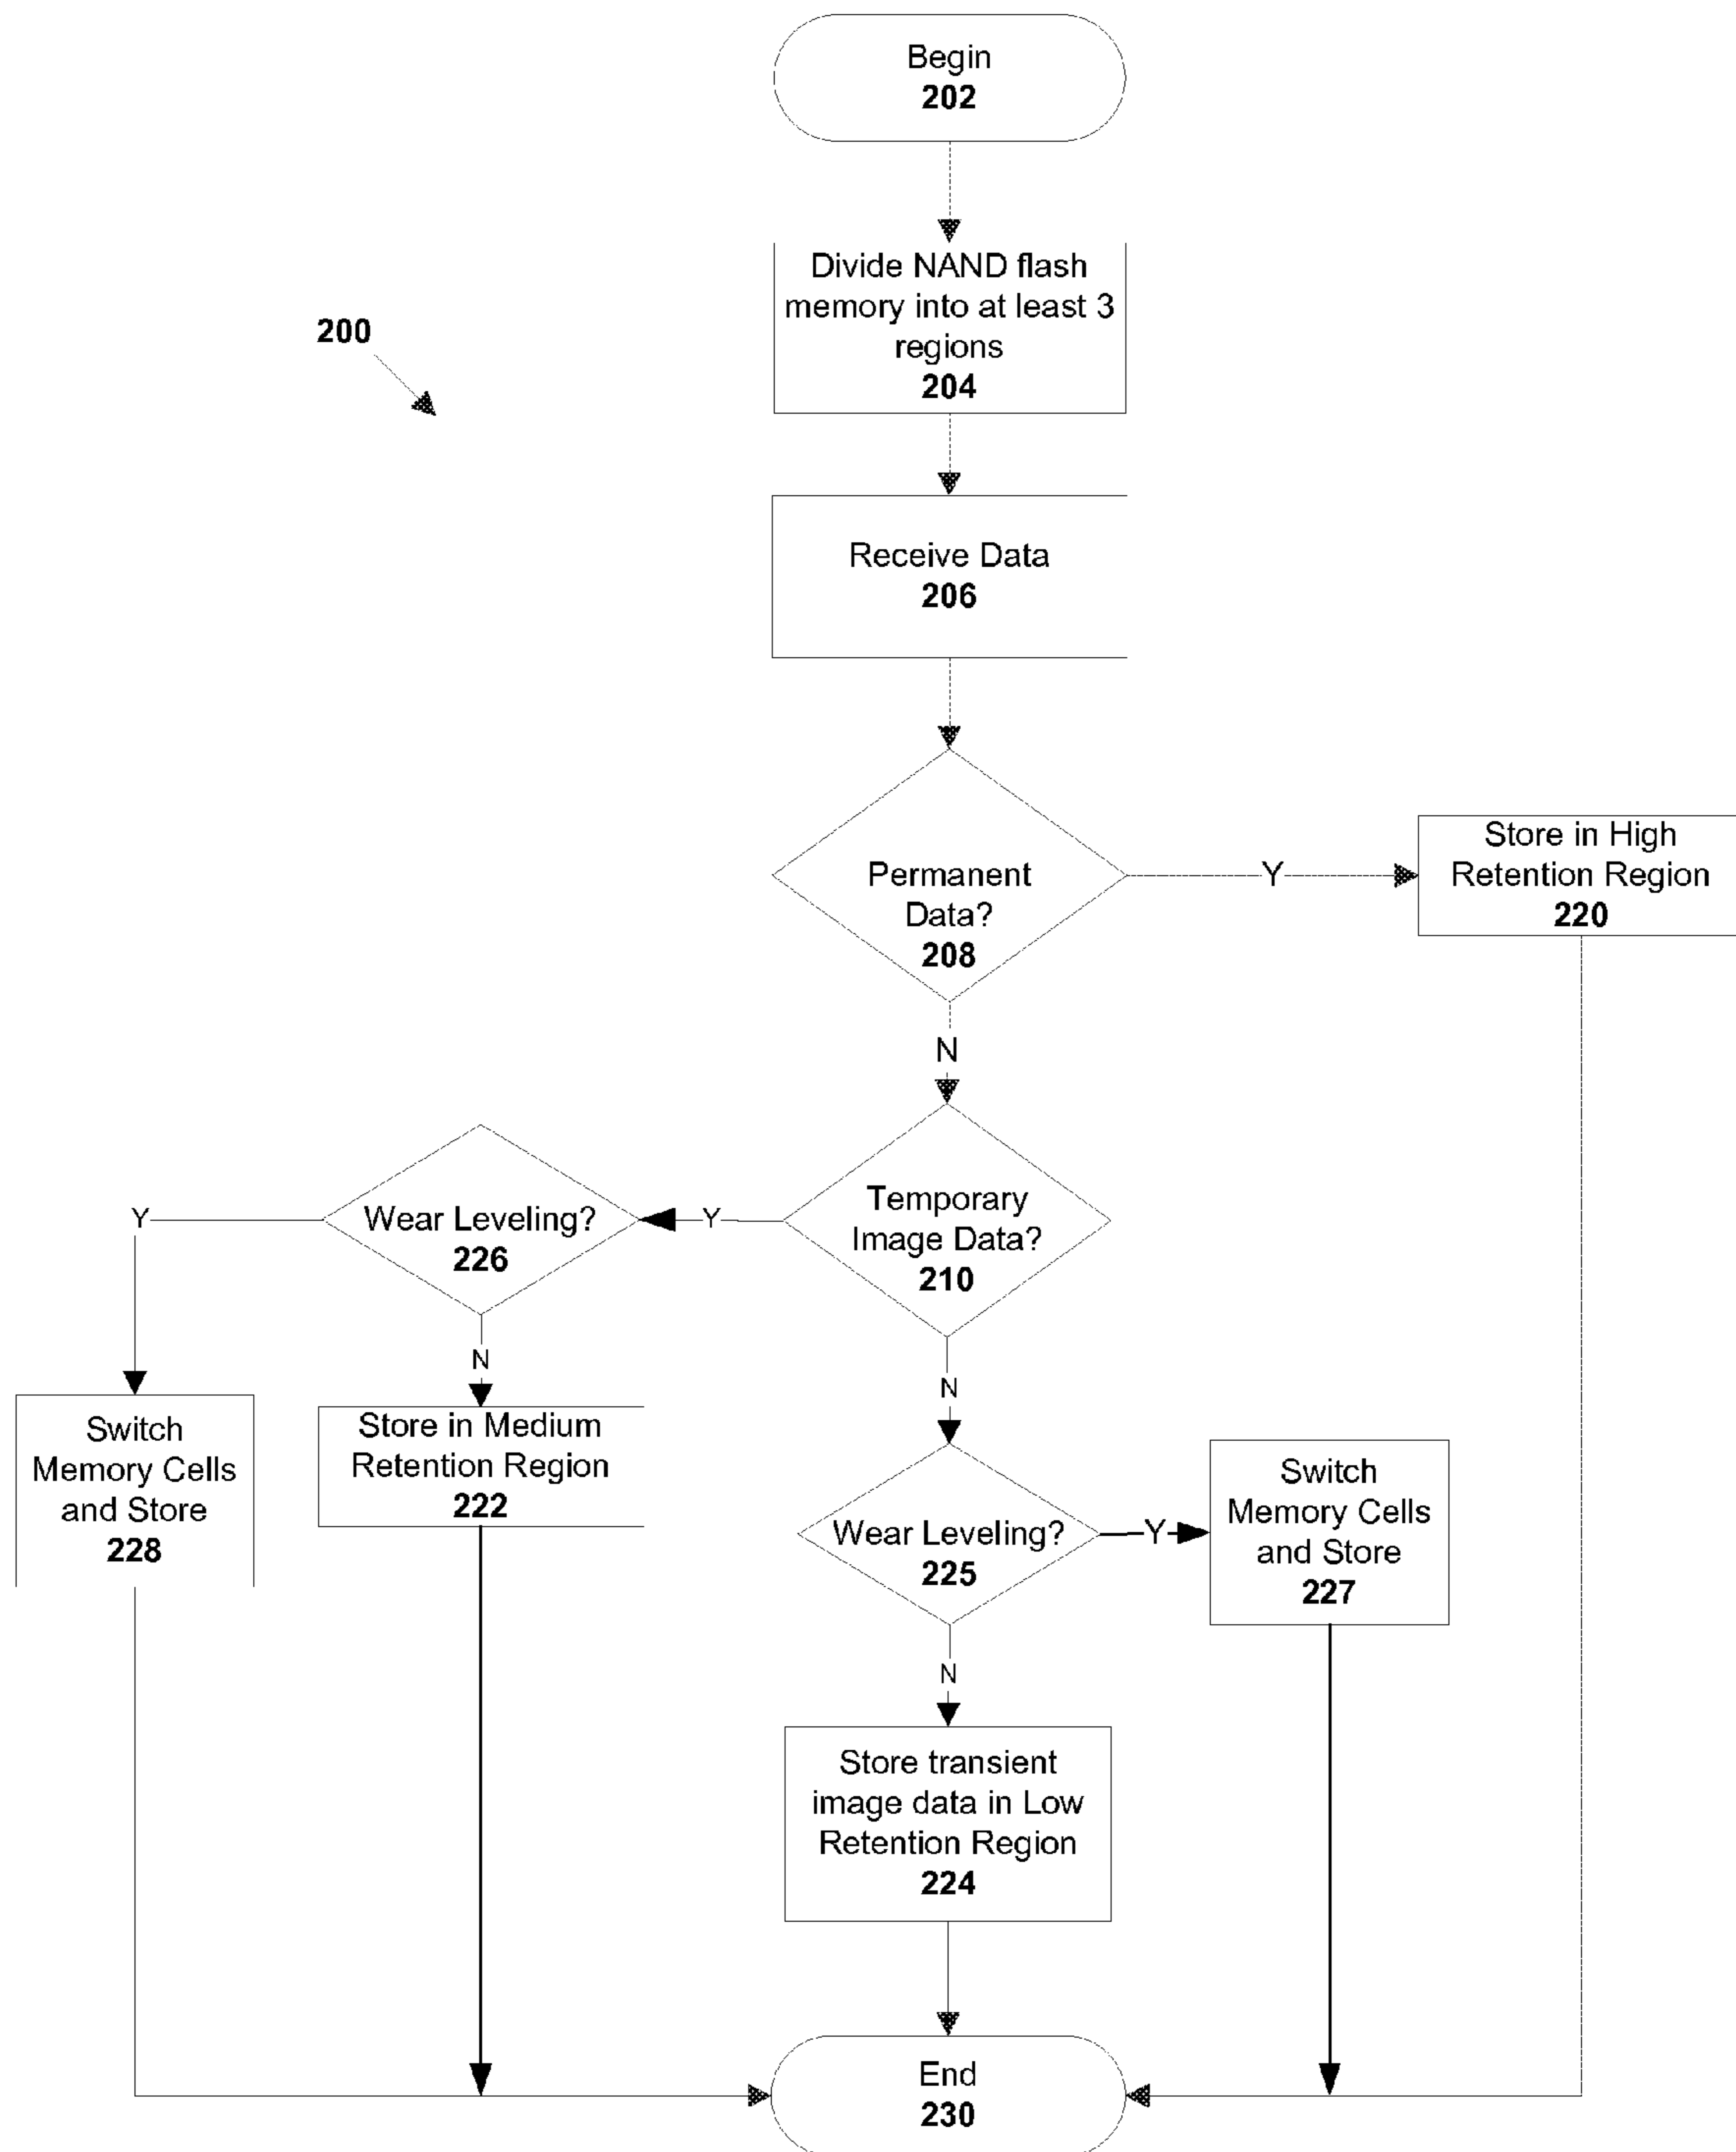 Begin
202
Divide NAND flash
memory into at least 3
regions
204
200
Receive Data
206
Permanent
Data?
208
Y
Store in High
Retention Region
220
N
Temporary
Image Data?
210
Y
Wear Leveling?
226
Y
N
N
Switch
Memory Cells
and Store
228
Store in Medium
Retention Region
222
Wear Leveling?
225
Y
Switch
Memory Cells
and Store
227
N
Store transient
image data in Low
Retention Region
224
End
230